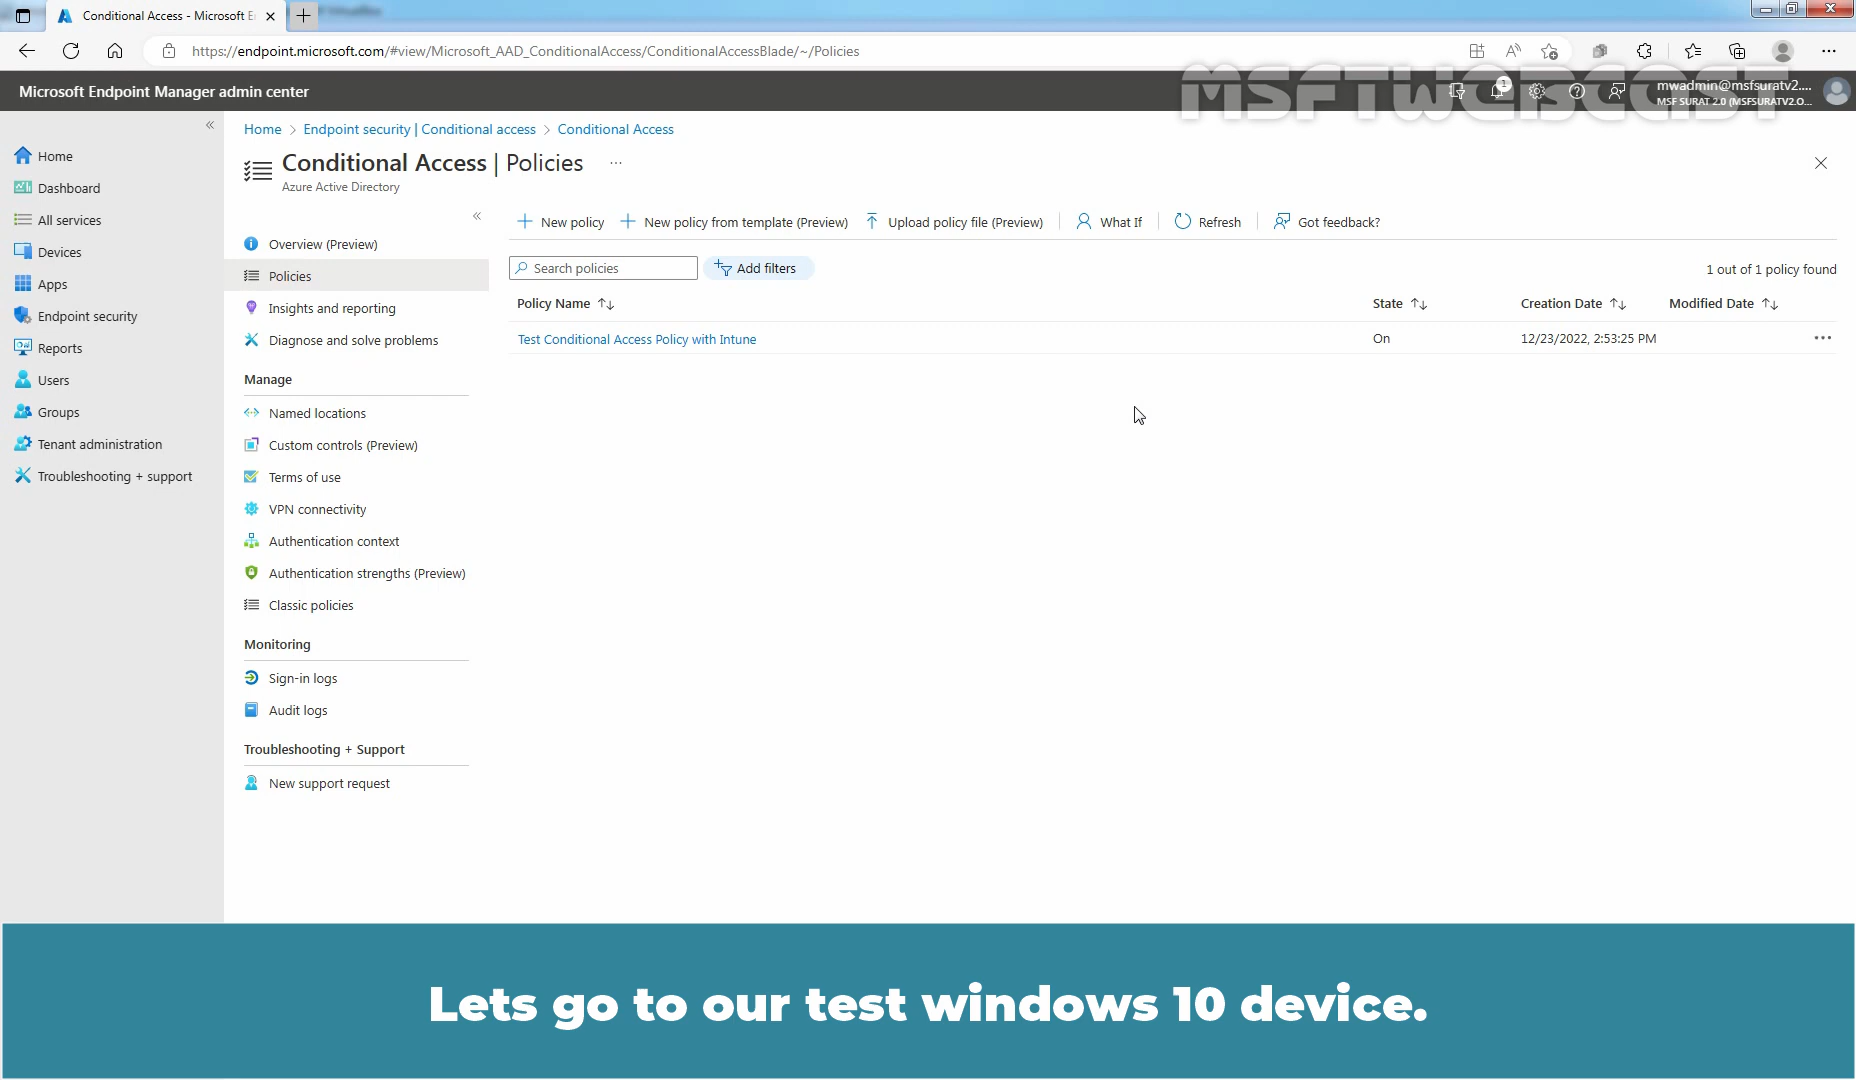 Conditional Access - Microsoft E
https://endpoint.microsoft.com/#view/Microsoft_AAD_ConditionalAccess/ConditionalAccessBlade/~/Policies
MSFTWEBCAST
Microsoft Endpoint Manager admin center
1
mwadmin@msfsuratv2....
MSF SURAT 2.0 (MSFSURATV2.O...
Home > Endpoint security | Conditional access > Conditional Access
Conditional Access | Policies ...
Azure Active Directory
Home
Dashboard
All services
Devices
Apps
Endpoint security
Reports
Users
Groups
Tenant administration
Troubleshooting + support
Overview (Preview)
Policies
Insights and reporting
Diagnose and solve problems
Manage
Named locations
Custom controls (Preview)
Terms of use
VPN connectivity
Authentication context
Authentication strengths (Preview)
Classic policies
Monitoring
Sign-in logs
Audit logs
Troubleshooting + Support
New support request
New policy New policy from template (Preview) Upload policy file (Preview) What If Refresh Got feedback?
Search policies Add filters
1 out of 1 policy found
Policy Name State Creation Date Modified Date
Test Conditional Access Policy with Intune On 12/23/2022, 2:53:25 PM
Lets go to our test windows 10 device.